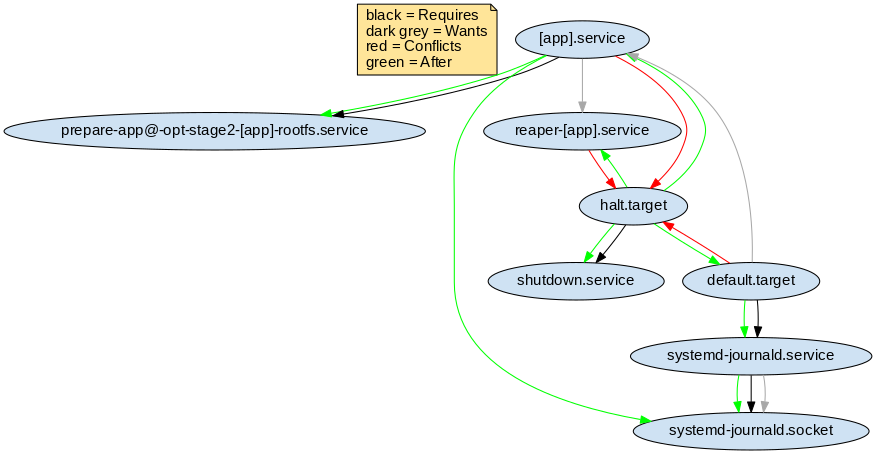 black = Requires
dark grey = Wants
red = Conflicts
green = After
[app].service
prepare-app@-opt-stage2-[app]-rootfs.service
reaper-[app].service
halt.target
shutdown.service
default.target
systemd-journald.service
systemd-journald.socket